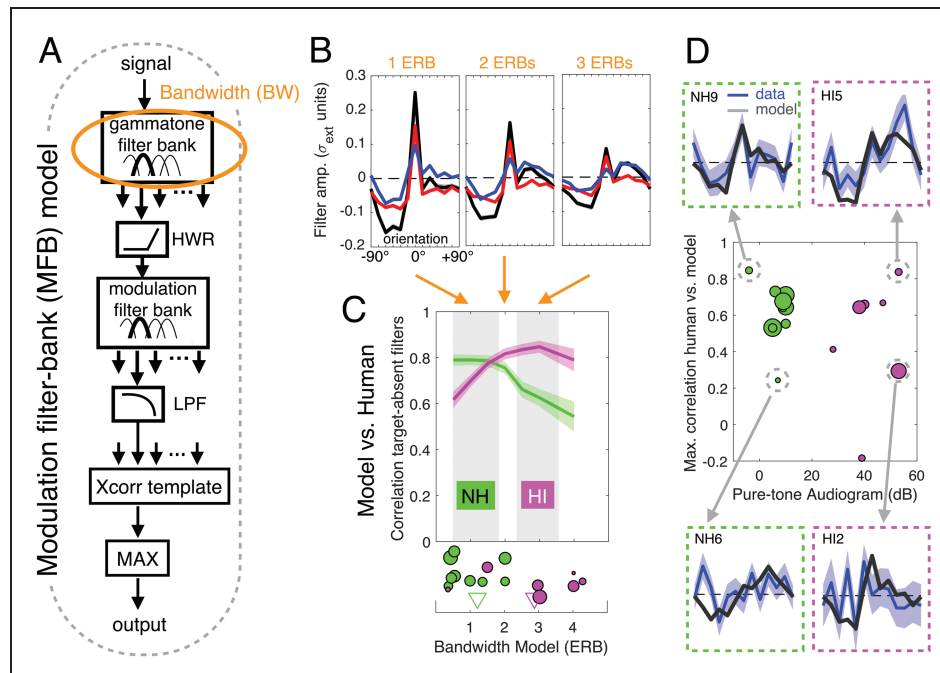 A
Modulation filter-bank (MFB) model
signal
Bandwidth (BW)
gammatone
filter bank
HWR
modulation
filter bank
...
LPF
...
Xcorr template
MAX
output
B
1 ERB 2 ERBs 3 ERBs
Filter amp. (σext units)
0.3
0.2
0.1
0
-0.1
-0.2
orientation
-90° 0° +90°
C
Model vs. Human
Correlation target-absent filters
1
0.8
0.6
0.4
0.2
0
NH HI
1 2 3 4
Bandwidth Model (ERB)
D
NH9
data
model
HI5
Max. correlation human vs. model
1
0.8
0.6
0.4
0.2
0
-0.2
0 20 40 60
Pure-tone Audiogram (dB)
NH6
HI2